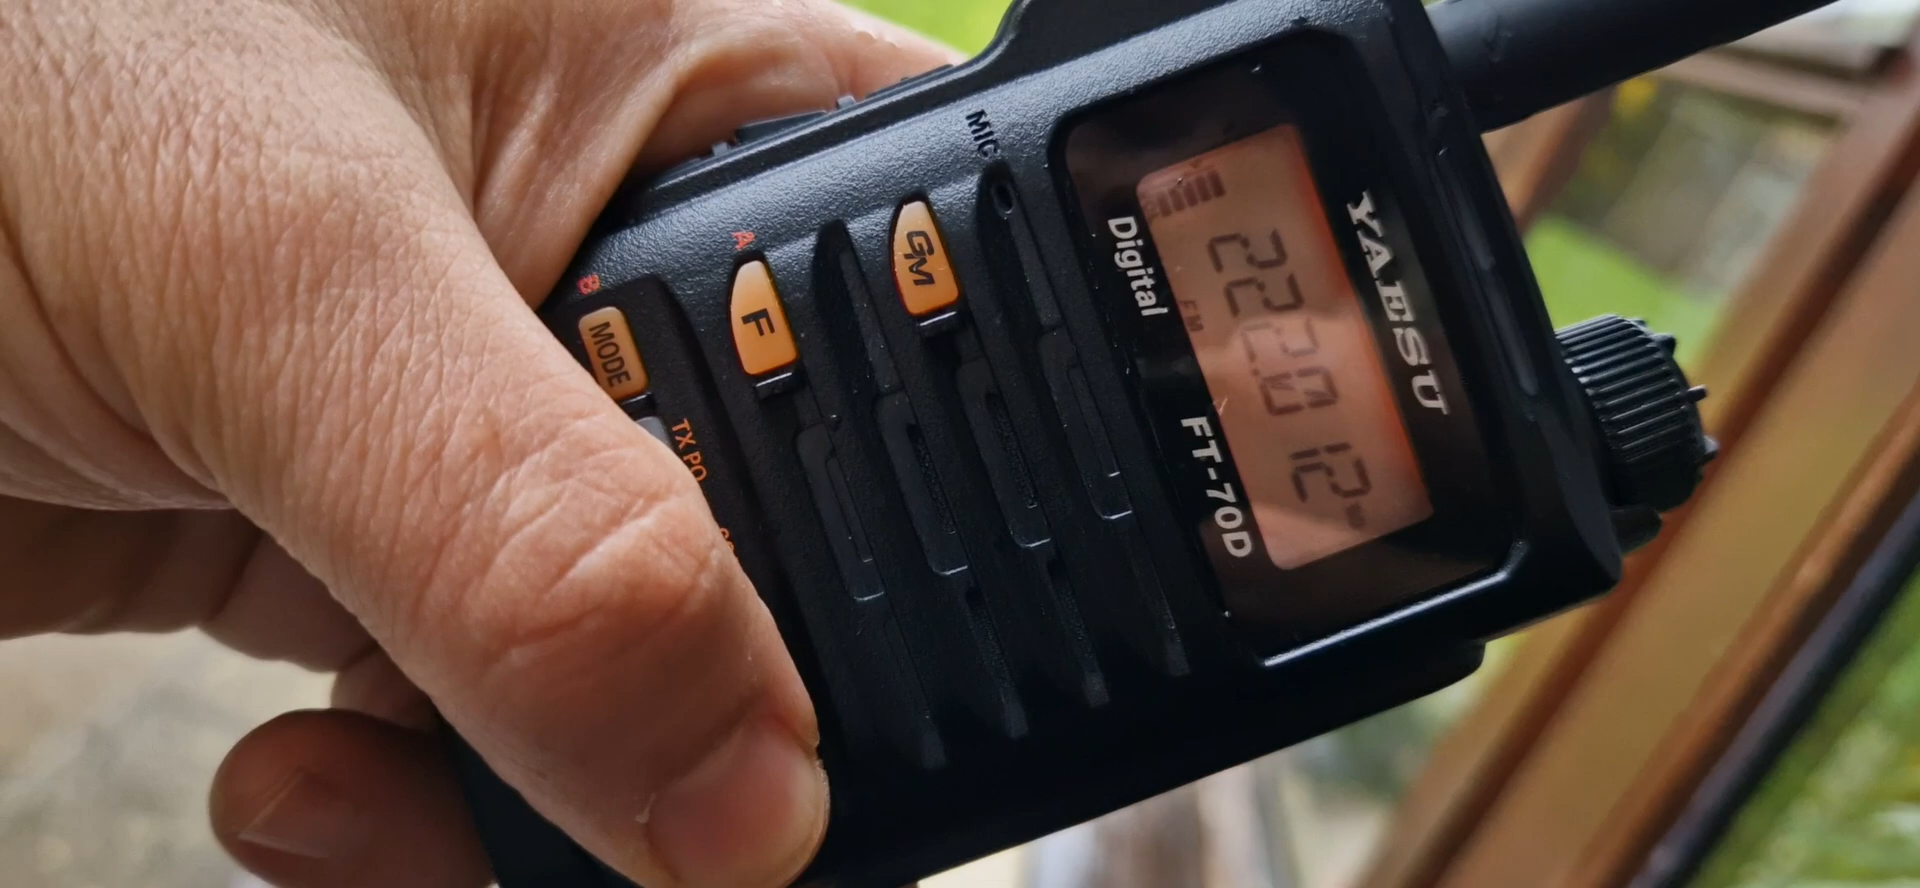 YAESU
222.0 12
FM
Digital
FT-70D
MIC
GM
A
F
B
MODE
TX PO